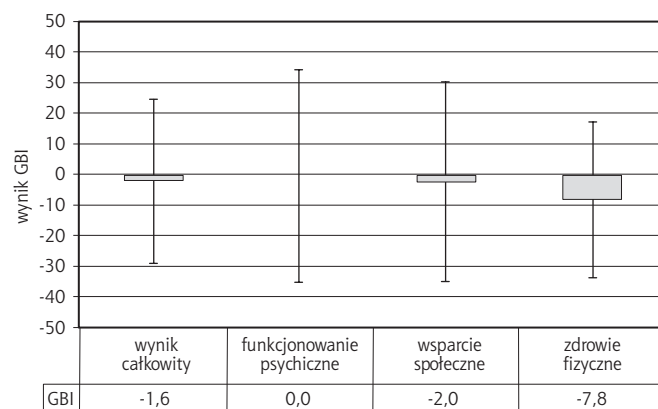 50
40
30
20
10
0
-10
-20
-30
-40
-50
wynik GBI
wynik całkowity
funkcjonowanie psychiczne
wsparcie społeczne
zdrowie fizyczne
GBI -1,6 0,0 -2,0 -7,8